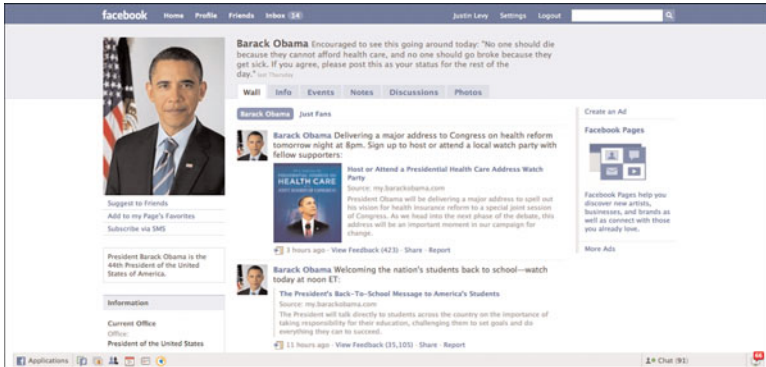 facebook Home Profile Friends Inbox 14 Justin Levy Settings Logout
Barack Obama Encouraged to see this going around today: "No one should die
because they cannot afford health care, and no one should go broke because they
get sick. If you agree, please post this as your status for the rest of the
day." last Thursday
Wall Info Events Notes Discussions Photos
Barack Obama Just Fans
Barack Obama Delivering a major address to Congress on health reform
tomorrow night at 8pm. Sign up to host or attend a local watch party with
fellow supporters:
HEALTH CARE
Host or Attend a Presidential Health Care Address Watch
Party
Source: my.barackobama.com
President Obama will be delivering a major address to spell out
his vision for health insurance reform to a special joint session
of Congress. As we head into the next phase of the debate, this
address will be an important moment in our campaign for
change.
3 hours ago · View Feedback (423) · Share · Report
Barack Obama Welcoming the nation's students back to school—watch
today at noon ET:
The President's Back-To-School Message to America's Students
Source: my.barackobama.com
The President will talk directly to students across the country on the importance of
taking responsibility for their education, challenging them to set goals and do
everything they can to succeed.
11 hours ago · View Feedback (35,105) · Share · Report
Suggest to Friends
Add to my Page's Favorites
Subscribe via SMS
President Barack Obama is the
44th President of the United
States of America.
Information
Current Office
Office:
President of the United States
Create an Ad
Facebook Pages
Facebook Pages help you
discover new artists,
businesses, and brands as
well as connect with those
you already love.
More Ads
Applications Chat (91) 66